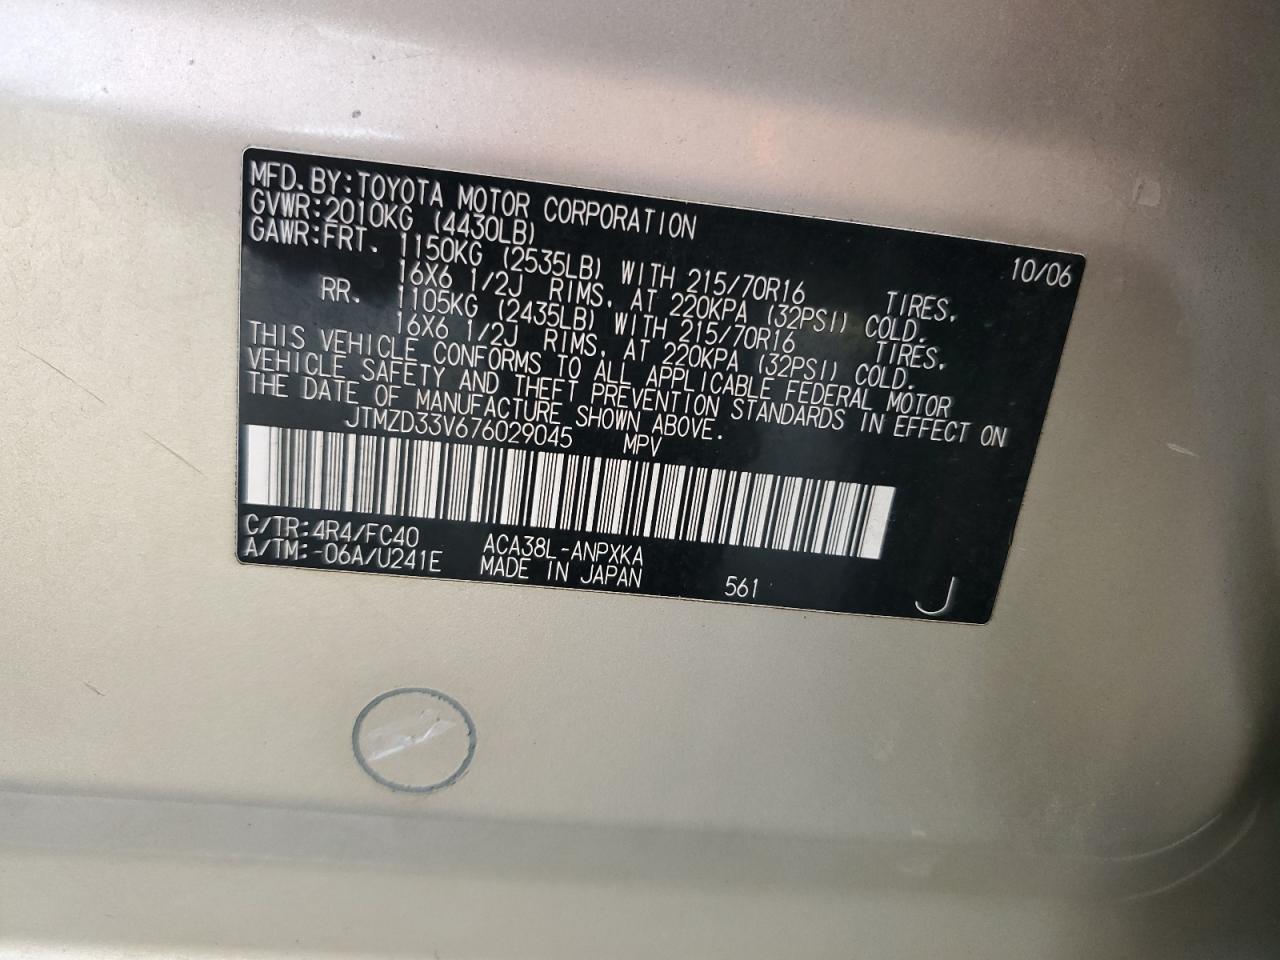 MFD.BY:TOYOTA MOTOR CORPORATION 10/06
GVWR:2010KG (4430LB)
GAWR:FRT. 1150KG (2535LB) WITH 215/70R16 TIRES,
16X6 1/2J RIMS, AT 220KPA (32PSI) COLD.
RR. 1105KG (2435LB) WITH 215/70R16 TIRES,
16X6 1/2J RIMS, AT 220KPA (32PSI) COLD.
THIS VEHICLE CONFORMS TO ALL APPLICABLE FEDERAL MOTOR
VEHICLE SAFETY AND THEFT PREVENTION STANDARDS IN EFFECT ON
THE DATE OF MANUFACTURE SHOWN ABOVE.
JTMZD33V676029045 MPV
C/TR:4R4/FC40 ACA38L-ANPXKA
A/TM:-06A/U241E MADE IN JAPAN 561 J